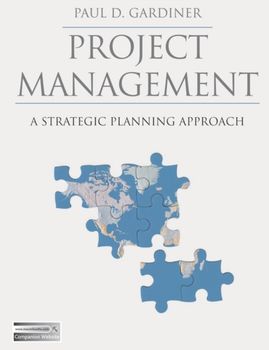 PAUL D. GARDINER
PROJECT
MANAGEMENT
A STRATEGIC PLANNING APPROACH
Companion Website